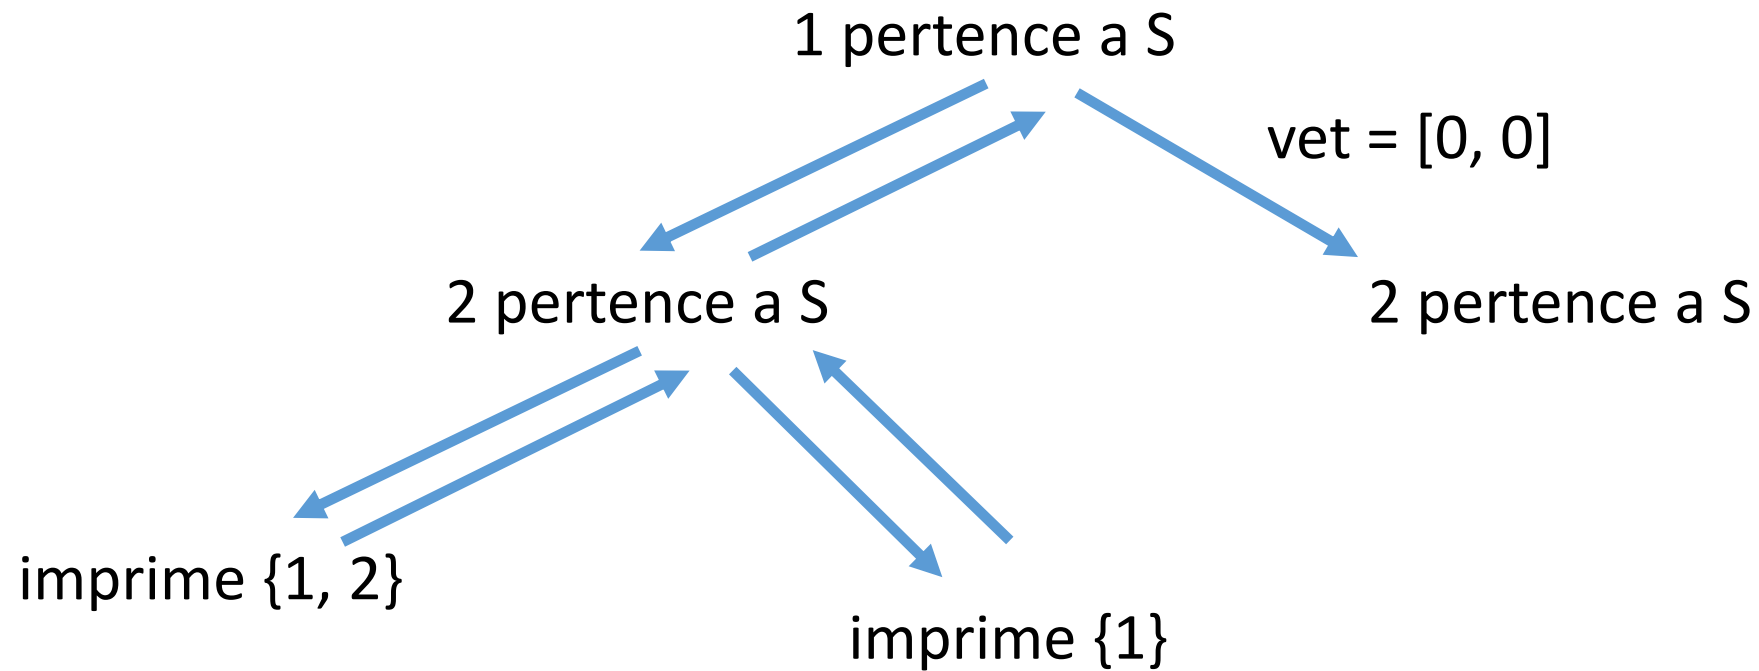 1 pertence a S
vet = [0, 0]
2 pertence a S
2 pertence a S
imprime {1, 2}
imprime {1}